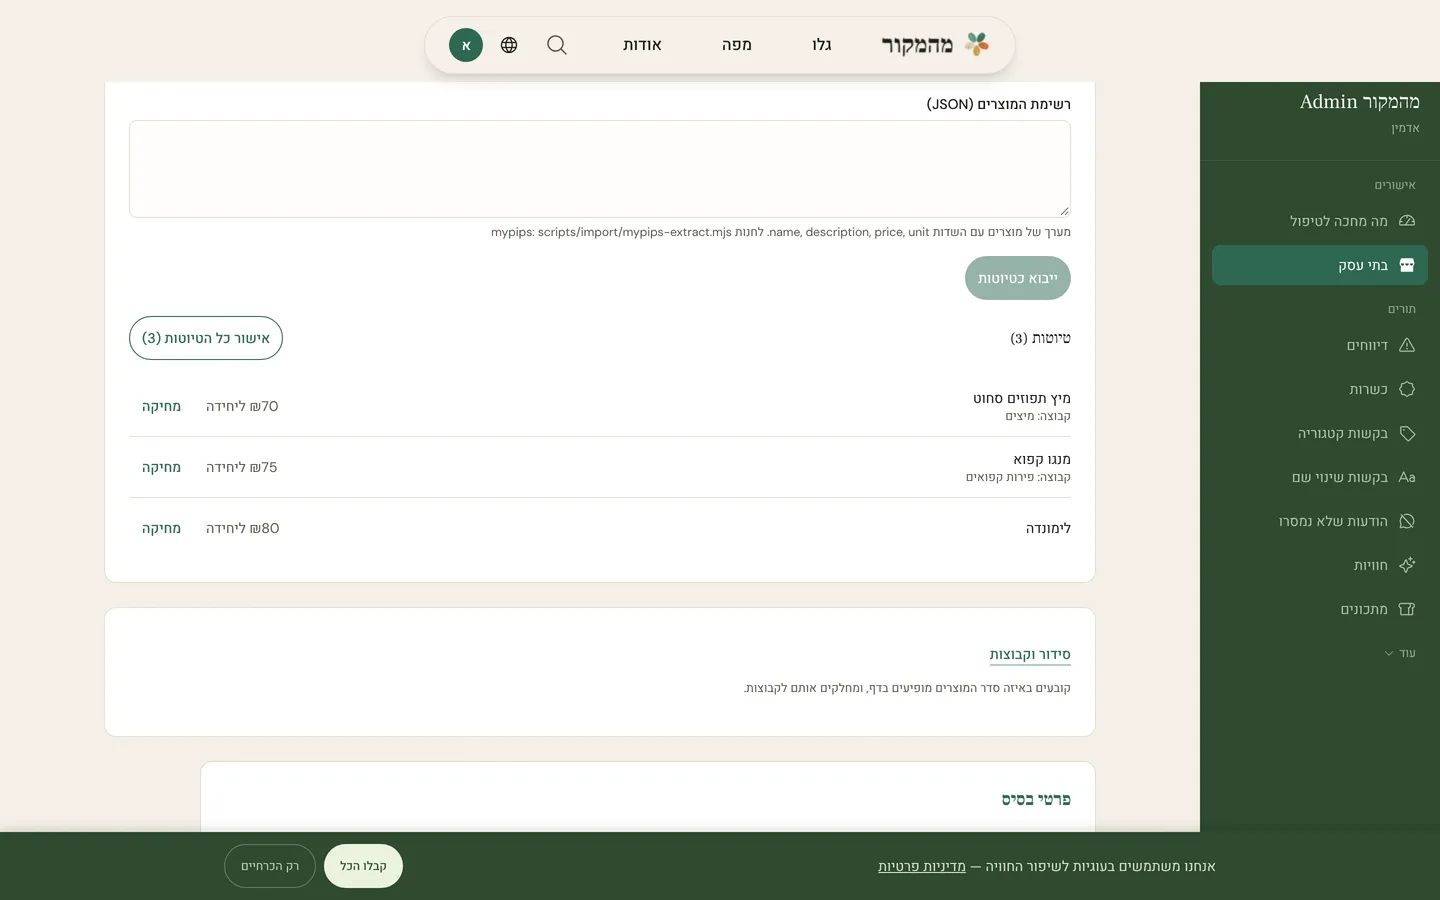 מהמקור
גלו
מפה
אודות
א
מהמקור Admin
אדמין
אישורים
מה מחכה לטיפול
בתי עסק
תורים
דיווחים
כשרות
בקשות קטגוריה
בקשות שינוי שם
הודעות שלא נמסרו
חוויות
מתכונים
עוד
רשימת המוצרים (JSON)
מערך של מוצרים עם השדות name, description, price, unit. לחנות mypips: scripts/import/mypips-extract.mjs
ייבוא כטיוטות
טיוטות (3)
אישור כל הטיוטות (3)
מיץ תפוזים סחוט
קבוצה: מיצים
₪70 ליחידה
מחיקה
מנגו קפוא
קבוצה: פירות קפואים
₪75 ליחידה
מחיקה
לימונדה
₪80 ליחידה
מחיקה
סידור וקבוצות
קובעים באיזה סדר המוצרים מופיעים בדף, ומחלקים אותם לקבוצות.
פרטי בסיס
אנחנו משתמשים בעוגיות לשיפור החוויה — מדיניות פרטיות
קבלו הכל
רק הכרחיים